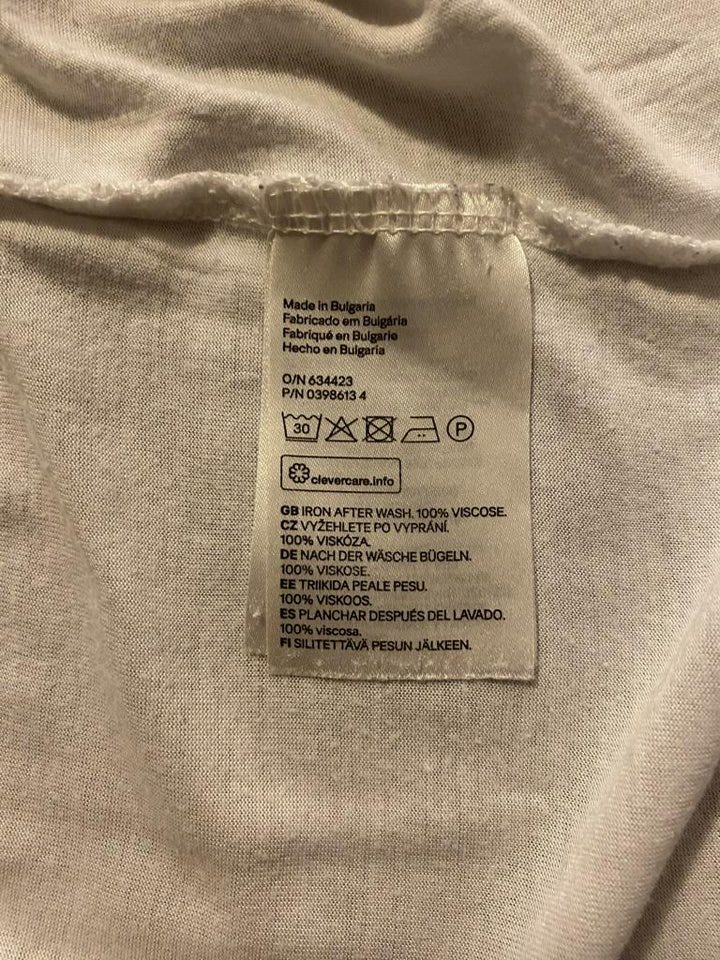 Made in Bulgaria
Fabricado em Bulgária
Fabriqué en Bulgarie
Hecho en Bulgaria
O/N 634423
P/N 0398613 4
30 P
clevercare.info
GB IRON AFTER WASH. 100% VISCOSE.
CZ VYŽEHLETE PO VYPRÁNÍ.
100% VISKÓZA.
DE NACH DER WÄSCHE BÜGELN.
100% VISKOSE.
EE TRIIKIDA PEALE PESU.
100% VISKOOS.
ES PLANCHAR DESPUÉS DEL LAVADO.
100% viscosa.
FI SILITETTÄVÄ PESUN JÄLKEEN.